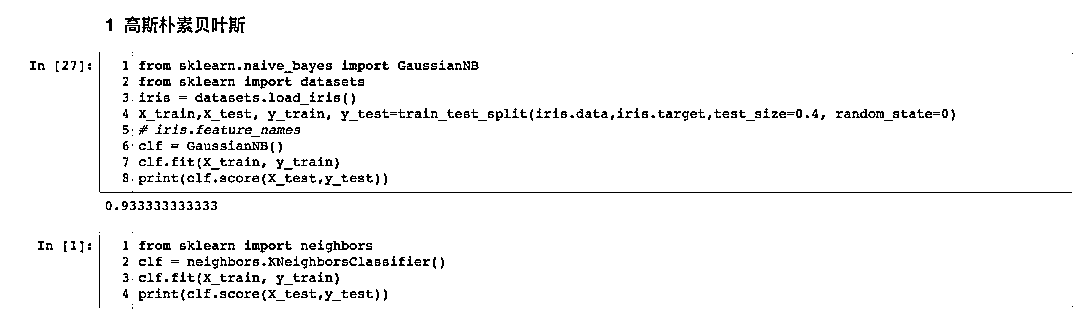 1 高斯朴素贝叶斯
In [27]:
1 from sklearn.naive_bayes import GaussianNB
2 from sklearn import datasets
3 iris = datasets.load_iris()
4 X_train,X_test, y_train, y_test=train_test_split(iris.data,iris.target,test_size=0.4, random_state=0)
5 # iris.feature_names
6 clf = GaussianNB()
7 clf.fit(X_train, y_train)
8 print(clf.score(X_test,y_test))
0.933333333333
In [1]:
1 from sklearn import neighbors
2 clf = neighbors.KNeighborsClassifier()
3 clf.fit(X_train, y_train)
4 print(clf.score(X_test,y_test))